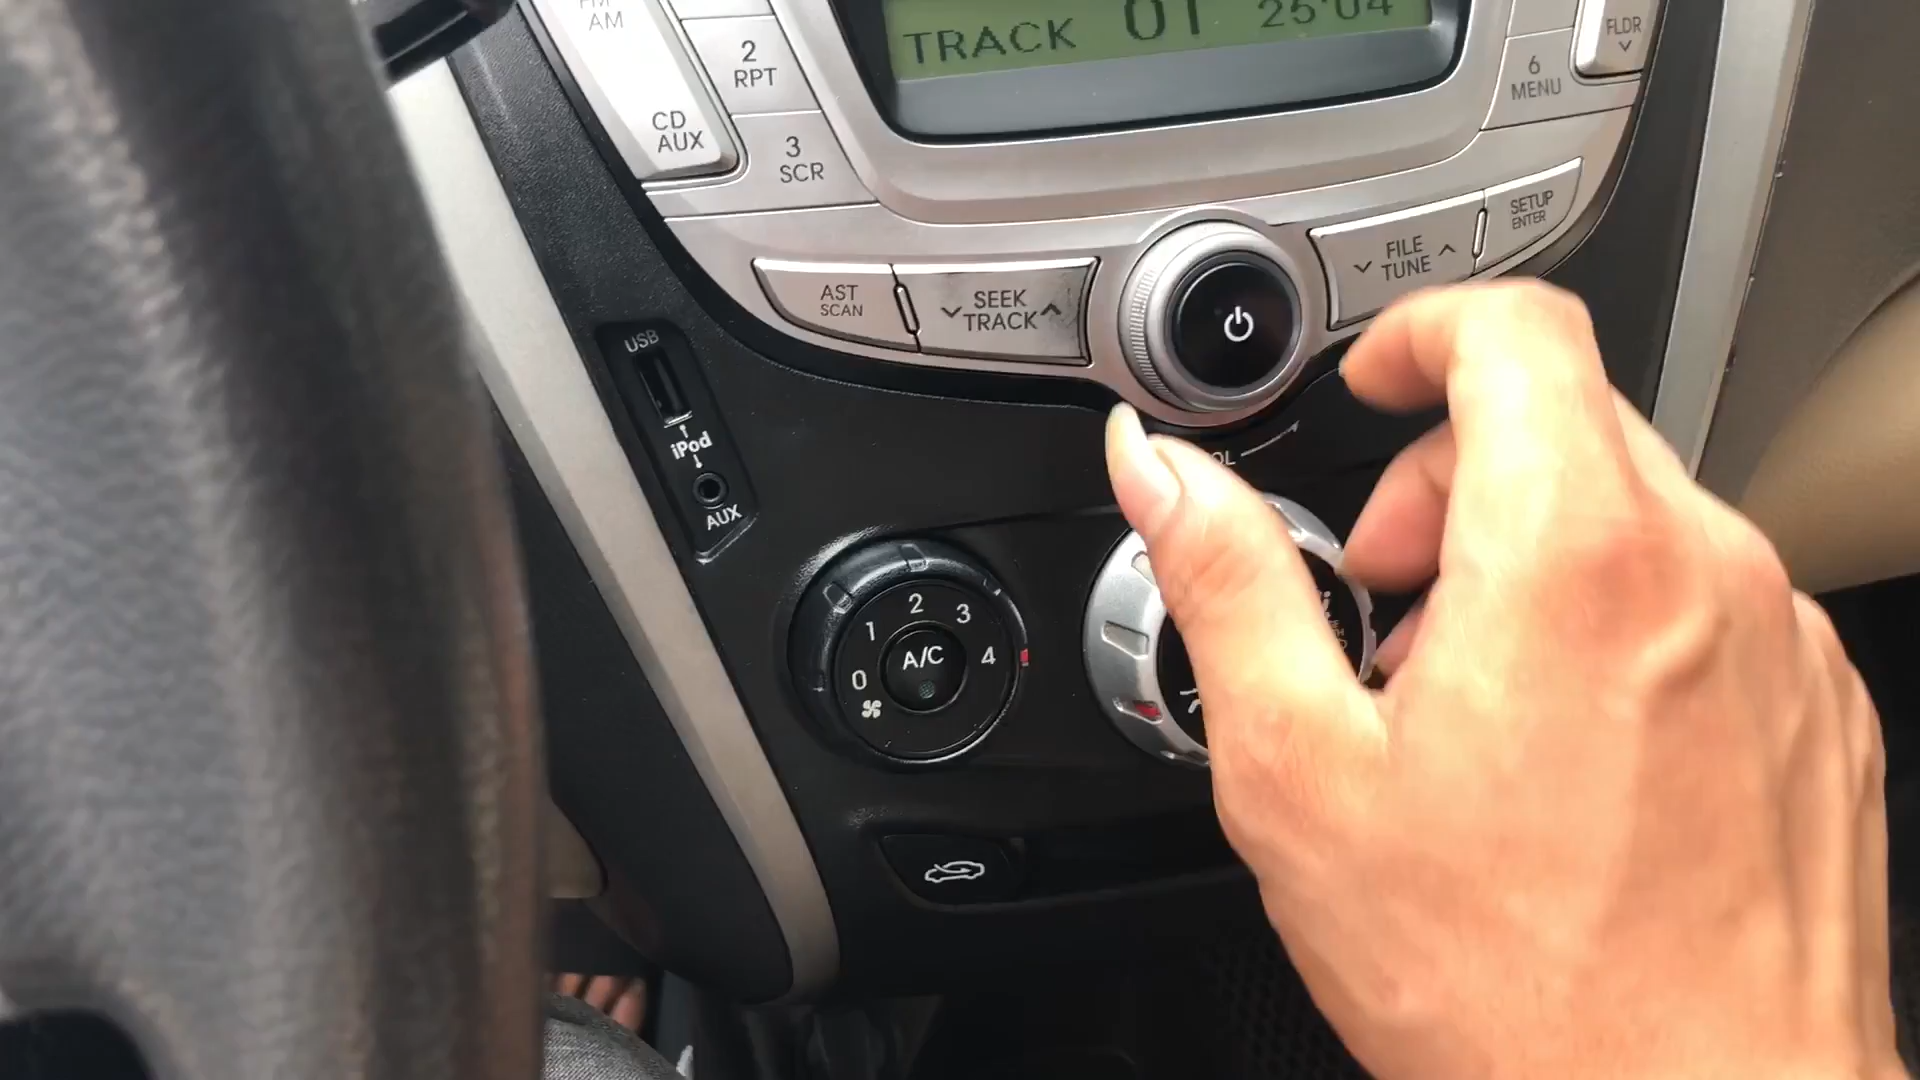 FM
AM
CD
AUX
2
RPT
3
SCR
TRACK 01 25'04
FLDR
6
MENU
AST
SCAN
SEEK
TRACK
FILE
TUNE
SETUP
ENTER
USB
iPod
AUX
0 1 2 3 4
A/C